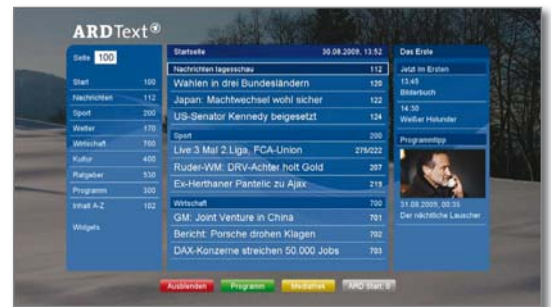 ARDText
Seite 100
Start 100
Nachrichten 112
Sport 200
Wetter 170
Wirtschaft 700
Kultur 400
Ratgeber 530
Programm 300
Inhalt A-Z 102
Widgets
Startseite 30.08.2009, 13:52
Nachrichten tagesschau 112
Wahlen in drei Bundesländern 120
Japan: Machtwechsel wohl sicher 122
US-Senator Kennedy beigesetzt 124
Sport 200
Live:3 Mal 2.Liga, FCA-Union 275/222
Ruder-WM: DRV-Achter holt Gold 207
Ex-Herthaner Pantelic zu Ajax 219
Wirtschaft 700
GM: Joint Venture in China 701
Bericht: Porsche drohen Klagen 702
DAX-Konzerne streichen 50.000 Jobs 703
Das Erste
Jetzt im Ersten
13:45
Bilderbuch
14:30
Weißer Holunder
Programmtipp
31.08.2009, 00:35
Der nächtliche Lauscher
Ausblenden Programm Mediathek ARD Start: 0